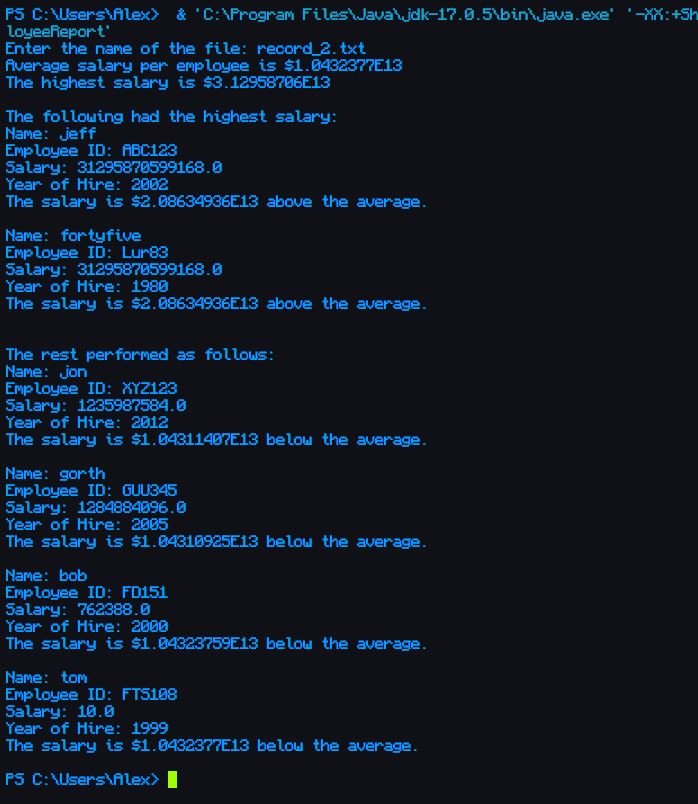 PS C:\Users\Alex>  & 'C:\Program Files\Java\jdk-17.0.5\bin\java.exe' '-XX:+Sh
loyeeReport'
Enter the name of the file: record_2.txt
Average salary per employee is $1.0432377E13
The highest salary is $3.12958706E13

The following had the highest salary:
Name: jeff
Employee ID: ABC123
Salary: 31295870599168.0
Year of Hire: 2002
The salary is $2.08634936E13 above the average.

Name: fortyfive
Employee ID: Lur83
Salary: 31295870599168.0
Year of Hire: 1980
The salary is $2.08634936E13 above the average.


The rest performed as follows:
Name: jon
Employee ID: XYZ123
Salary: 1235987584.0
Year of Hire: 2012
The salary is $1.04311407E13 below the average.

Name: gorth
Employee ID: GUU345
Salary: 1284884096.0
Year of Hire: 2005
The salary is $1.04310925E13 below the average.

Name: bob
Employee ID: FD151
Salary: 762388.0
Year of Hire: 2000
The salary is $1.04323759E13 below the average.

Name: tom
Employee ID: FTS108
Salary: 10.0
Year of Hire: 1999
The salary is $1.0432377E13 below the average.

PS C:\Users\Alex>